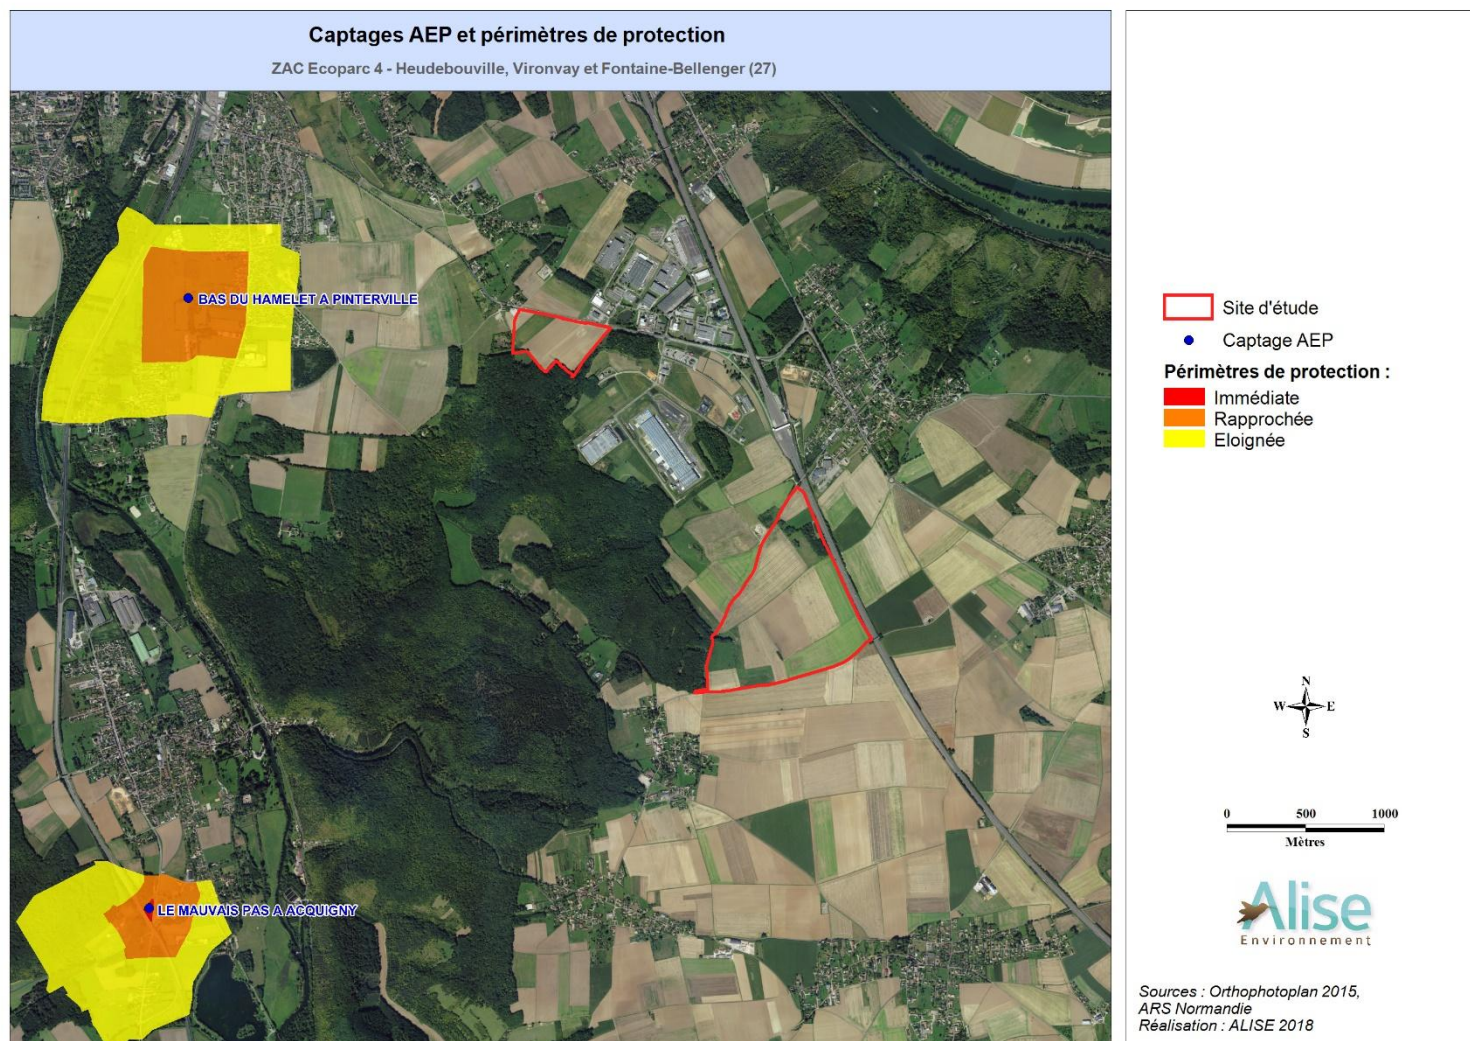 Captages AEP et périmètres de protection
ZAC Ecoparc 4 - Heudebouville, Vironvay et Fontaine-Bellenger (27)
BAS DU HAMELET A PINTERVILLE
LE MAUVAIS PAS A ACQUIGNY
Site d'étude
Captage AEP
Périmètres de protection :
Immédiate
Rapprochée
Eloignée
N
W E
S
0 500 1000
Mètres
Alise
Environnement
Sources : Orthophotoplan 2015,
ARS Normandie
Réalisation : ALISE 2018